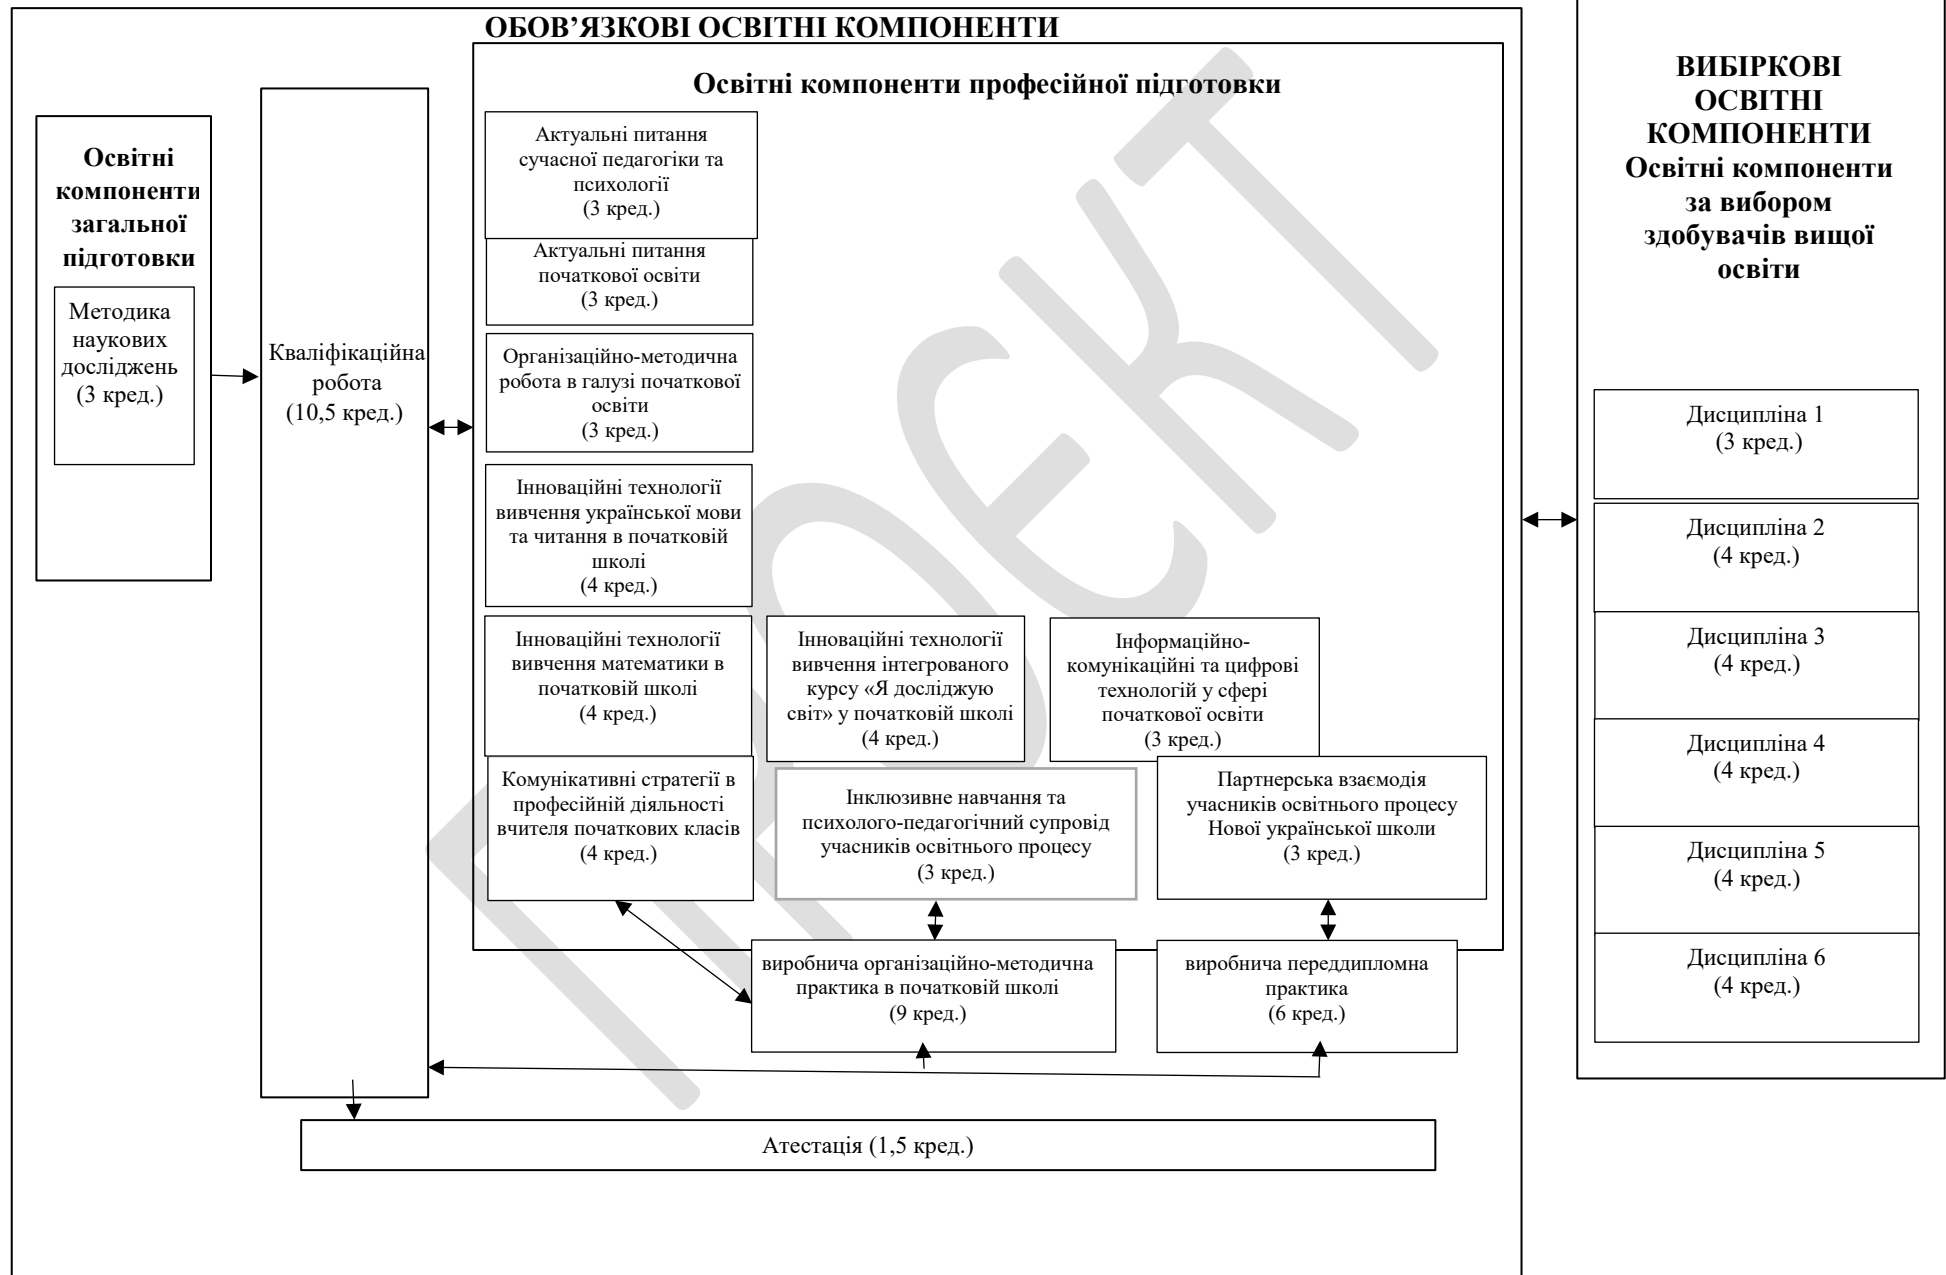 ОБОВ’ЯЗКОВІ ОСВІТНІ КОМПОНЕНТИ
Освітні
компоненти
загальної
підготовки
Методика
наукових
досліджень
(3 кред.)
Кваліфікаційна
робота
(10,5 кред.)
Освітні компоненти професійної підготовки
Актуальні питання
сучасної педагогіки та
психології
(3 кред.)
Актуальні питання
початкової освіти
(3 кред.)
Організаційно-методична
робота в галузі початкової
освіти
(3 кред.)
Інноваційні технології
вивчення української мови
та читання в початковій
школі
(4 кред.)
Інноваційні технології
вивчення математики в
початковій школі
(4 кред.)
Інноваційні технології
вивчення інтегрованого
курсу «Я досліджую
світ» у початковій школі
(4 кред.)
Інформаційно-
комунікаційні та цифрові
технологій у сфері
початкової освіти
(3 кред.)
Комунікативні стратегії в
професійній діяльності
вчителя початкових класів
(4 кред.)
Інклюзивне навчання та
психолого-педагогічний супровід
учасників освітнього процесу
(3 кред.)
Партнерська взаємодія
учасників освітнього процесу
Нової української школи
(3 кред.)
виробнича організаційно-методична
практика в початковій школі
(9 кред.)
виробнича переддипломна
практика
(6 кред.)
Атестація (1,5 кред.)
ВИБІРКОВІ
ОСВІТНІ
КОМПОНЕНТИ
Освітні компоненти
за вибором
здобувачів вищої
освіти
Дисципліна 1
(3 кред.)
Дисципліна 2
(4 кред.)
Дисципліна 3
(4 кред.)
Дисципліна 4
(4 кред.)
Дисципліна 5
(4 кред.)
Дисципліна 6
(4 кред.)
ПРОЄКТ